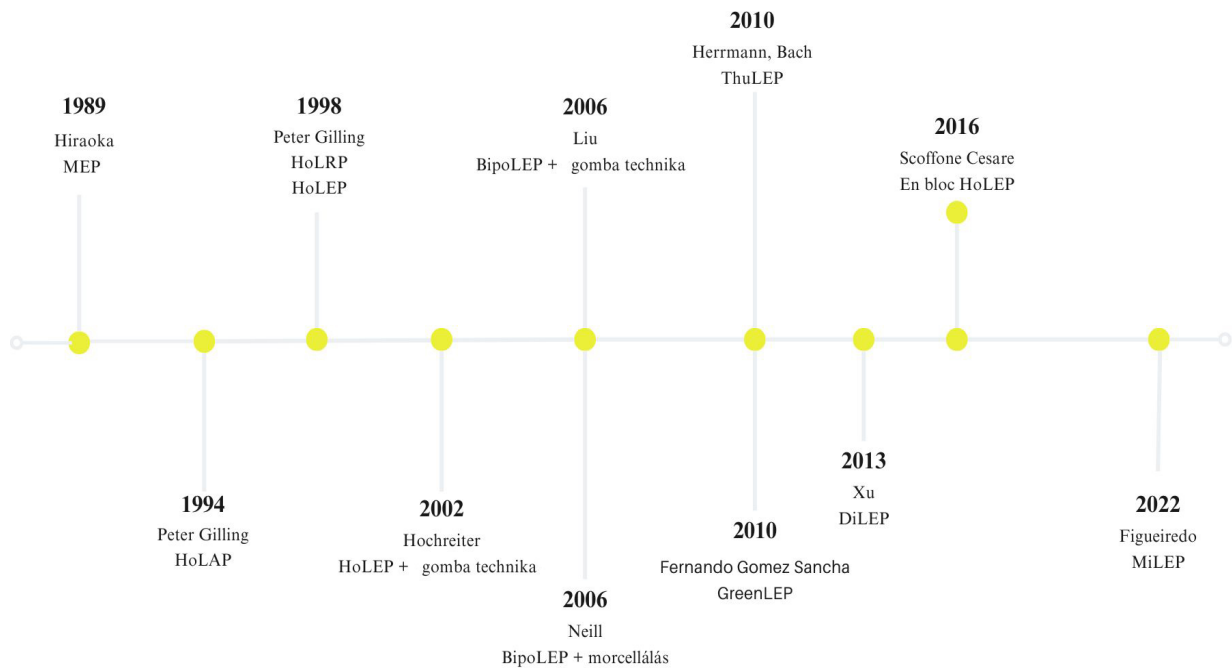 1989
Hiraoka
MEP
1994
Peter Gilling
HoLAP
1998
Peter Gilling
HoLRP
HoLEP
2002
Hochreiter
HoLEP + gomba technika
2006
Liu
BipoLEP + gomba technika
2006
Neill
BipoLEP + morcellálás
2010
Herrmann, Bach
ThuLEP
2010
Fernando Gomez Sancha
GreenLEP
2013
Xu
DiLEP
2016
Scoffone Cesare
En bloc HoLEP
2022
Figueiredo
MiLEP